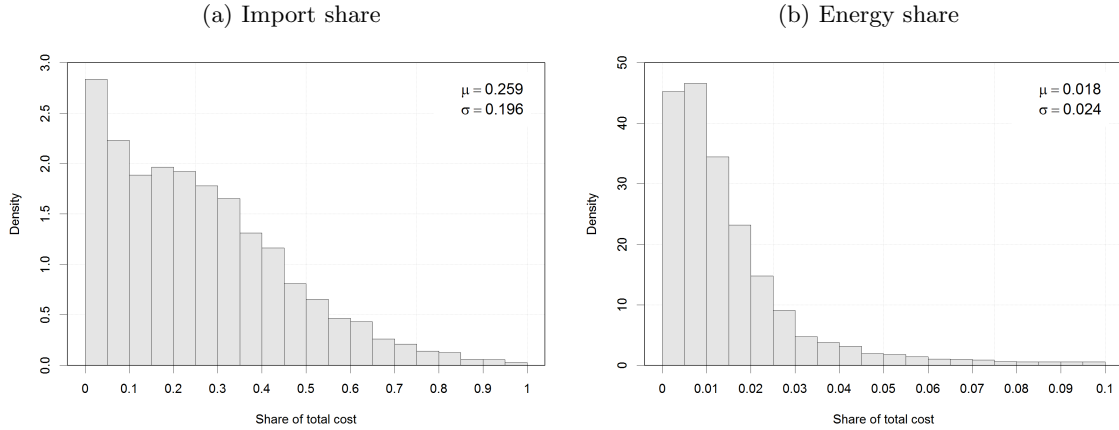 (a) Import share
(b) Energy share
3.0
2.5
2.0
1.5
1.0
0.5
0.0
Density
μ = 0.259
σ = 0.196
0 0.1 0.2 0.3 0.4 0.5 0.6 0.7 0.8 0.9 1
Share of total cost
50
40
30
20
10
0
Density
μ = 0.018
σ = 0.024
0 0.01 0.02 0.03 0.04 0.05 0.06 0.07 0.08 0.09 0.1
Share of total cost